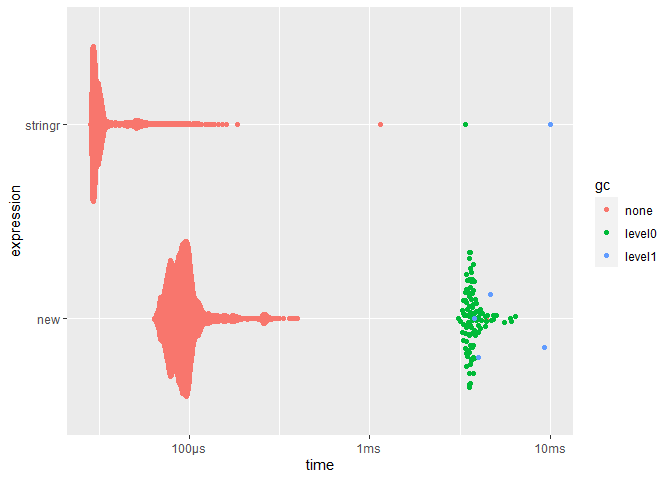 expression
stringr
new
100µs
1ms
10ms
time
gc
none
level0
level1